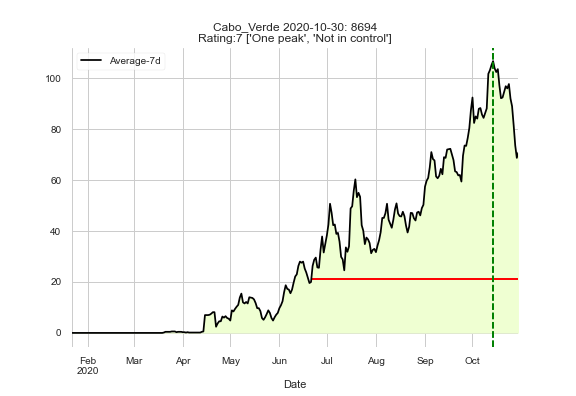 Cabo_Verde 2020-10-30: 8694
Rating:7 ['One peak', 'Not in control']
Average-7d
100
80
60
40
20
0
Feb Mar Apr May Jun Jul Aug Sep Oct
2020
Date